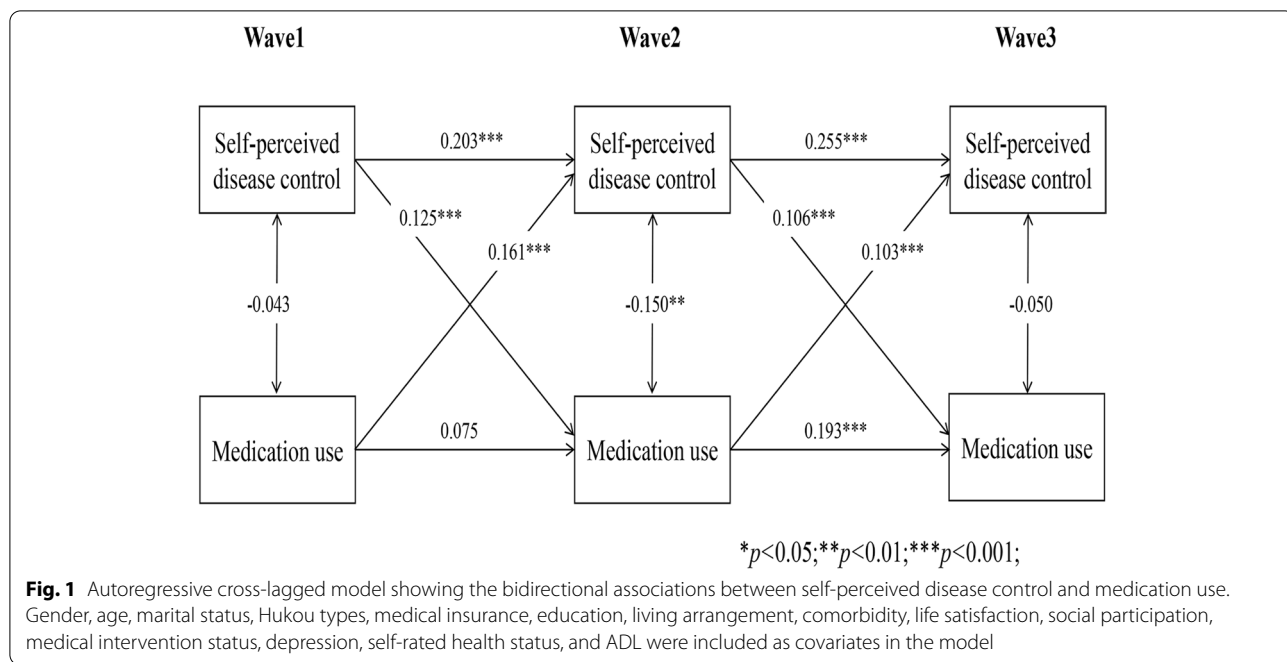 Wave1 Wave2 Wave3
Self-perceived
disease control
0.203***
Self-perceived
disease control
0.255***
Self-perceived
disease control
0.125***
0.161***
0.106***
0.103***
-0.043
-0.150**
-0.050
Medication use
0.075
Medication use
0.193***
Medication use
*p<0.05;**p<0.01;***p<0.001;
Fig. 1 Autoregressive cross-lagged model showing the bidirectional associations between self-perceived disease control and medication use.
Gender, age, marital status, Hukou types, medical insurance, education, living arrangement, comorbidity, life satisfaction, social participation,
medical intervention status, depression, self-rated health status, and ADL were included as covariates in the model